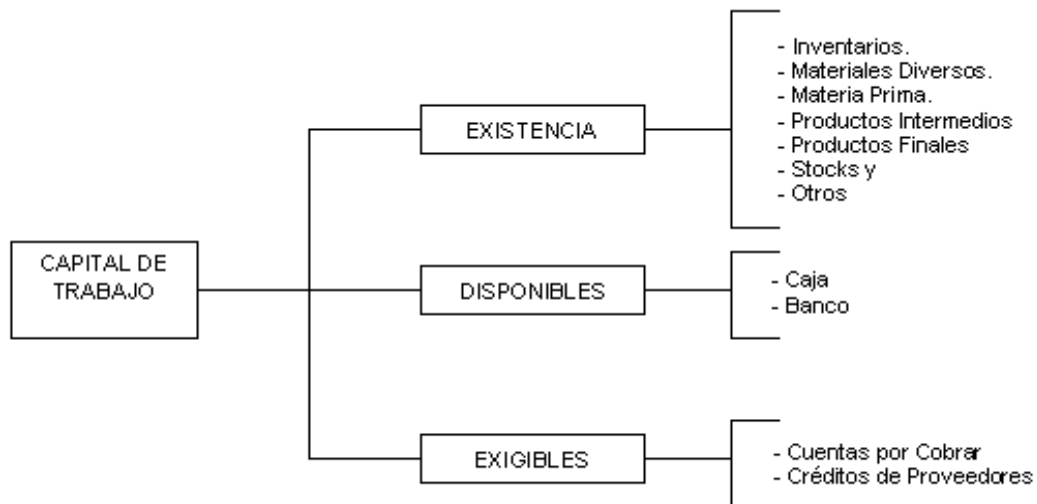 CAPITAL DE
TRABAJO
EXISTENCIA
- Inventarios.
- Materiales Diversos.
- Materia Prima.
- Productos Intermedios
- Productos Finales
- Stocks y
- Otros
DISPONIBLES
- Caja
- Banco
EXIGIBLES
- Cuentas por Cobrar
- Créditos de Proveedores